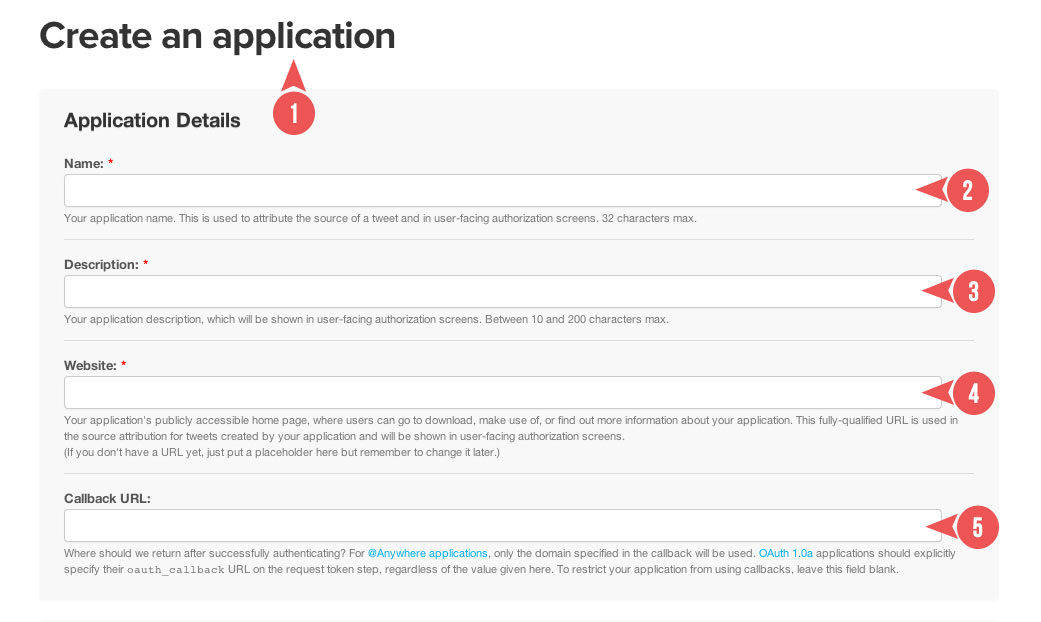 Create an application
1
Application Details
Name: *
2
Your application name. This is used to attribute the source of a tweet and in user-facing authorization screens. 32 characters max.
Description: *
3
Your application description, which will be shown in user-facing authorization screens. Between 10 and 200 characters max.
Website: *
4
Your application's publicly accessible home page, where users can go to download, make use of, or find out more information about your application. This fully-qualified URL is used in
the source attribution for tweets created by your application and will be shown in user-facing authorization screens.
(If you don't have a URL yet, just put a placeholder here but remember to change it later.)
Callback URL:
5
Where should we return after successfully authenticating? For @Anywhere applications, only the domain specified in the callback will be used. OAuth 1.0a applications should explicitly
specify their oauth_callback URL on the request token step, regardless of the value given here. To restrict your application from using callbacks, leave this field blank.